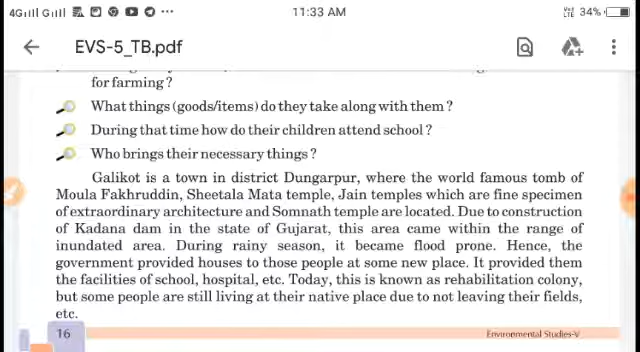 4G 11:33 AM 34%
EVS-5_TB.pdf
for farming ?
What things (goods/items) do they take along with them ?
During that time how do their children attend school ?
Who brings their necessary things ?
Galikot is a town in district Dungarpur, where the world famous tomb of
Moula Fakhruddin, Sheetala Mata temple, Jain temples which are fine specimen
of extraordinary architecture and Somnath temple are located. Due to construction
of Kadana dam in the state of Gujarat, this area came within the range of
inundated area. During rainy season, it became flood prone. Hence, the
government provided houses to those people at some new place. It provided them
the facilities of school, hospital, etc. Today, this is known as rehabilitation colony,
but some people are still living at their native place due to not leaving their fields,
etc.
16 Environmental Studies-V